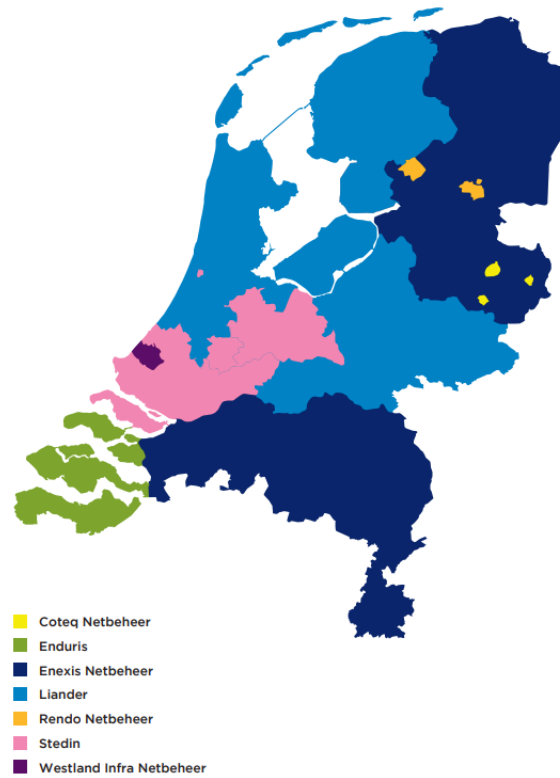 Coteq Netbeheer
Enduris
Enexis Netbeheer
Liander
Rendo Netbeheer
Stedin
Westland Infra Netbeheer